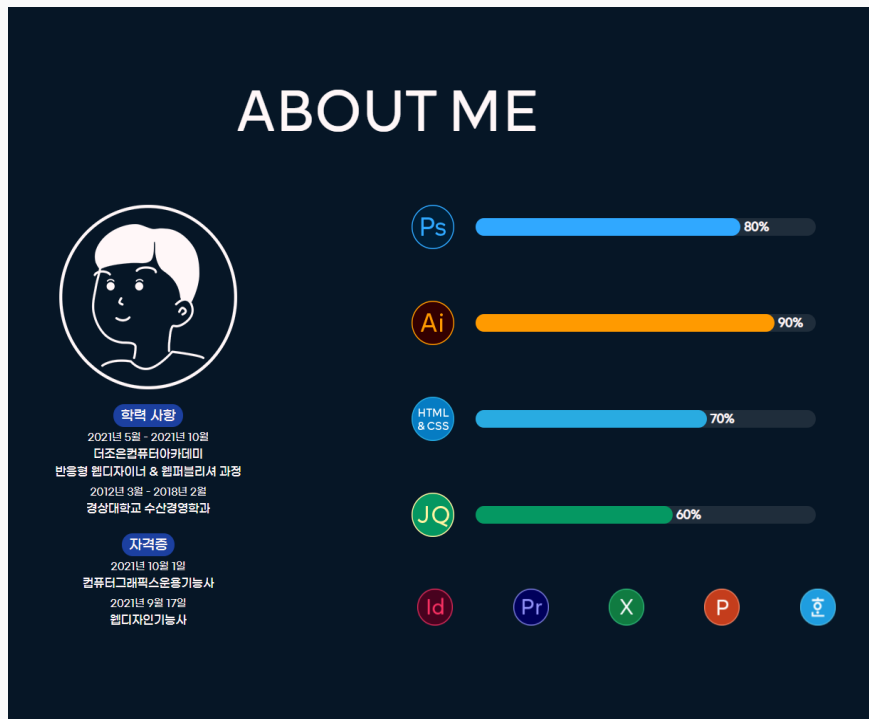 ABOUT ME
학력 사항
2021년 5월 - 2021년 10월
더조은컴퓨터아카데미
반응형 웹디자이너 & 웹퍼블리셔 과정
2012년 3월 - 2018년 2월
경상대학교 수산경영학과
자격증
2021년 10월 1일
컴퓨터그래픽스운용기능사
2021년 9월 17일
웹디자인기능사
Ps
80%
Ai
90%
HTML
& CSS
70%
JQ
60%
Id
Pr
X
P
흔